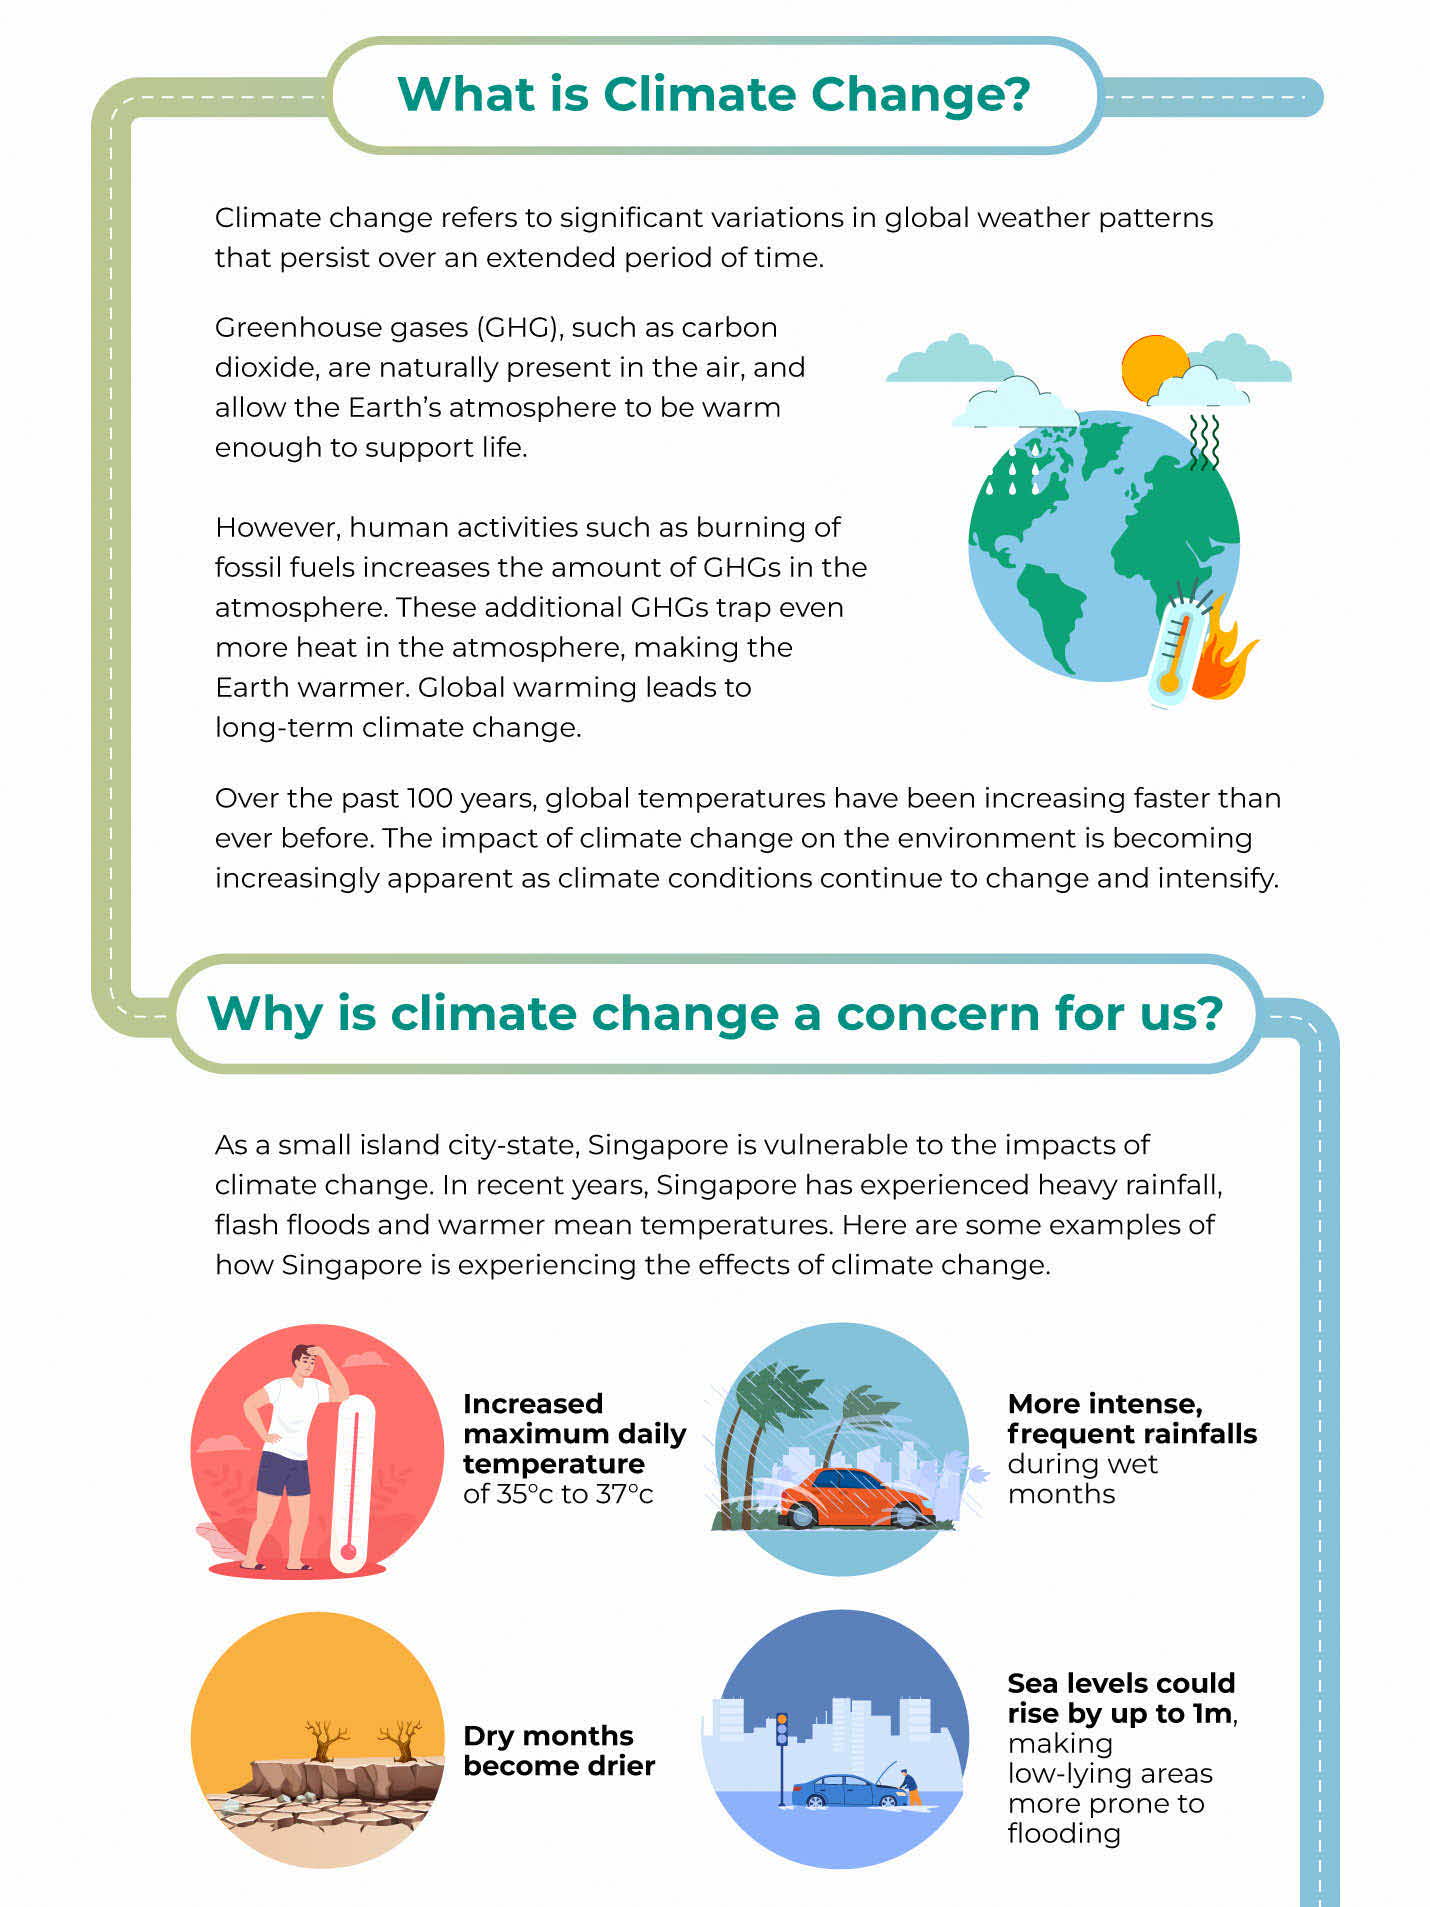 What is Climate Change?
Climate change refers to significant variations in global weather patterns
that persist over an extended period of time.
Greenhouse gases (GHG), such as carbon
dioxide, are naturally present in the air, and
allow the Earth’s atmosphere to be warm
enough to support life.
However, human activities such as burning of
fossil fuels increases the amount of GHGs in the
atmosphere. These additional GHGs trap even
more heat in the atmosphere, making the
Earth warmer. Global warming leads to
long-term climate change.
Over the past 100 years, global temperatures have been increasing faster than
ever before. The impact of climate change on the environment is becoming
increasingly apparent as climate conditions continue to change and intensify.
Why is climate change a concern for us?
As a small island city-state, Singapore is vulnerable to the impacts of
climate change. In recent years, Singapore has experienced heavy rainfall,
flash floods and warmer mean temperatures. Here are some examples of
how Singapore is experiencing the effects of climate change.
Increased
maximum daily
temperature
of 35°c to 37°c
More intense,
frequent rainfalls
during wet
months
Dry months
become drier
Sea levels could
rise by up to 1m,
making
low-lying areas
more prone to
flooding